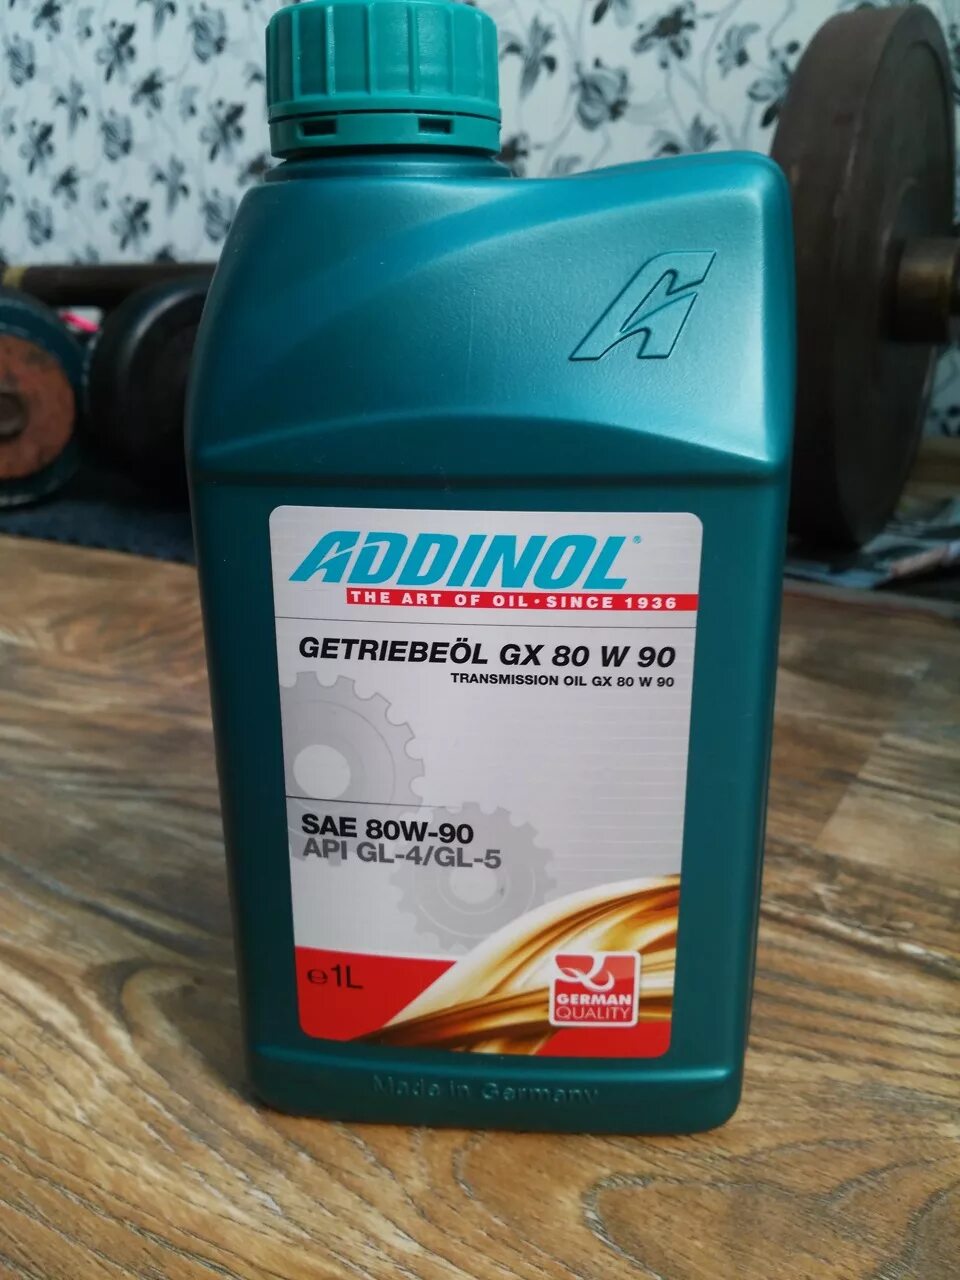 ADDINOL®
THE ART OF OIL · SINCE 1936
GETRIEBEÖL GX 80 W 90
TRANSMISSION OIL GX 80 W 90
SAE 80W-90
API GL-4/GL-5
℮1L
GERMAN
QUALITY
Made in Germany